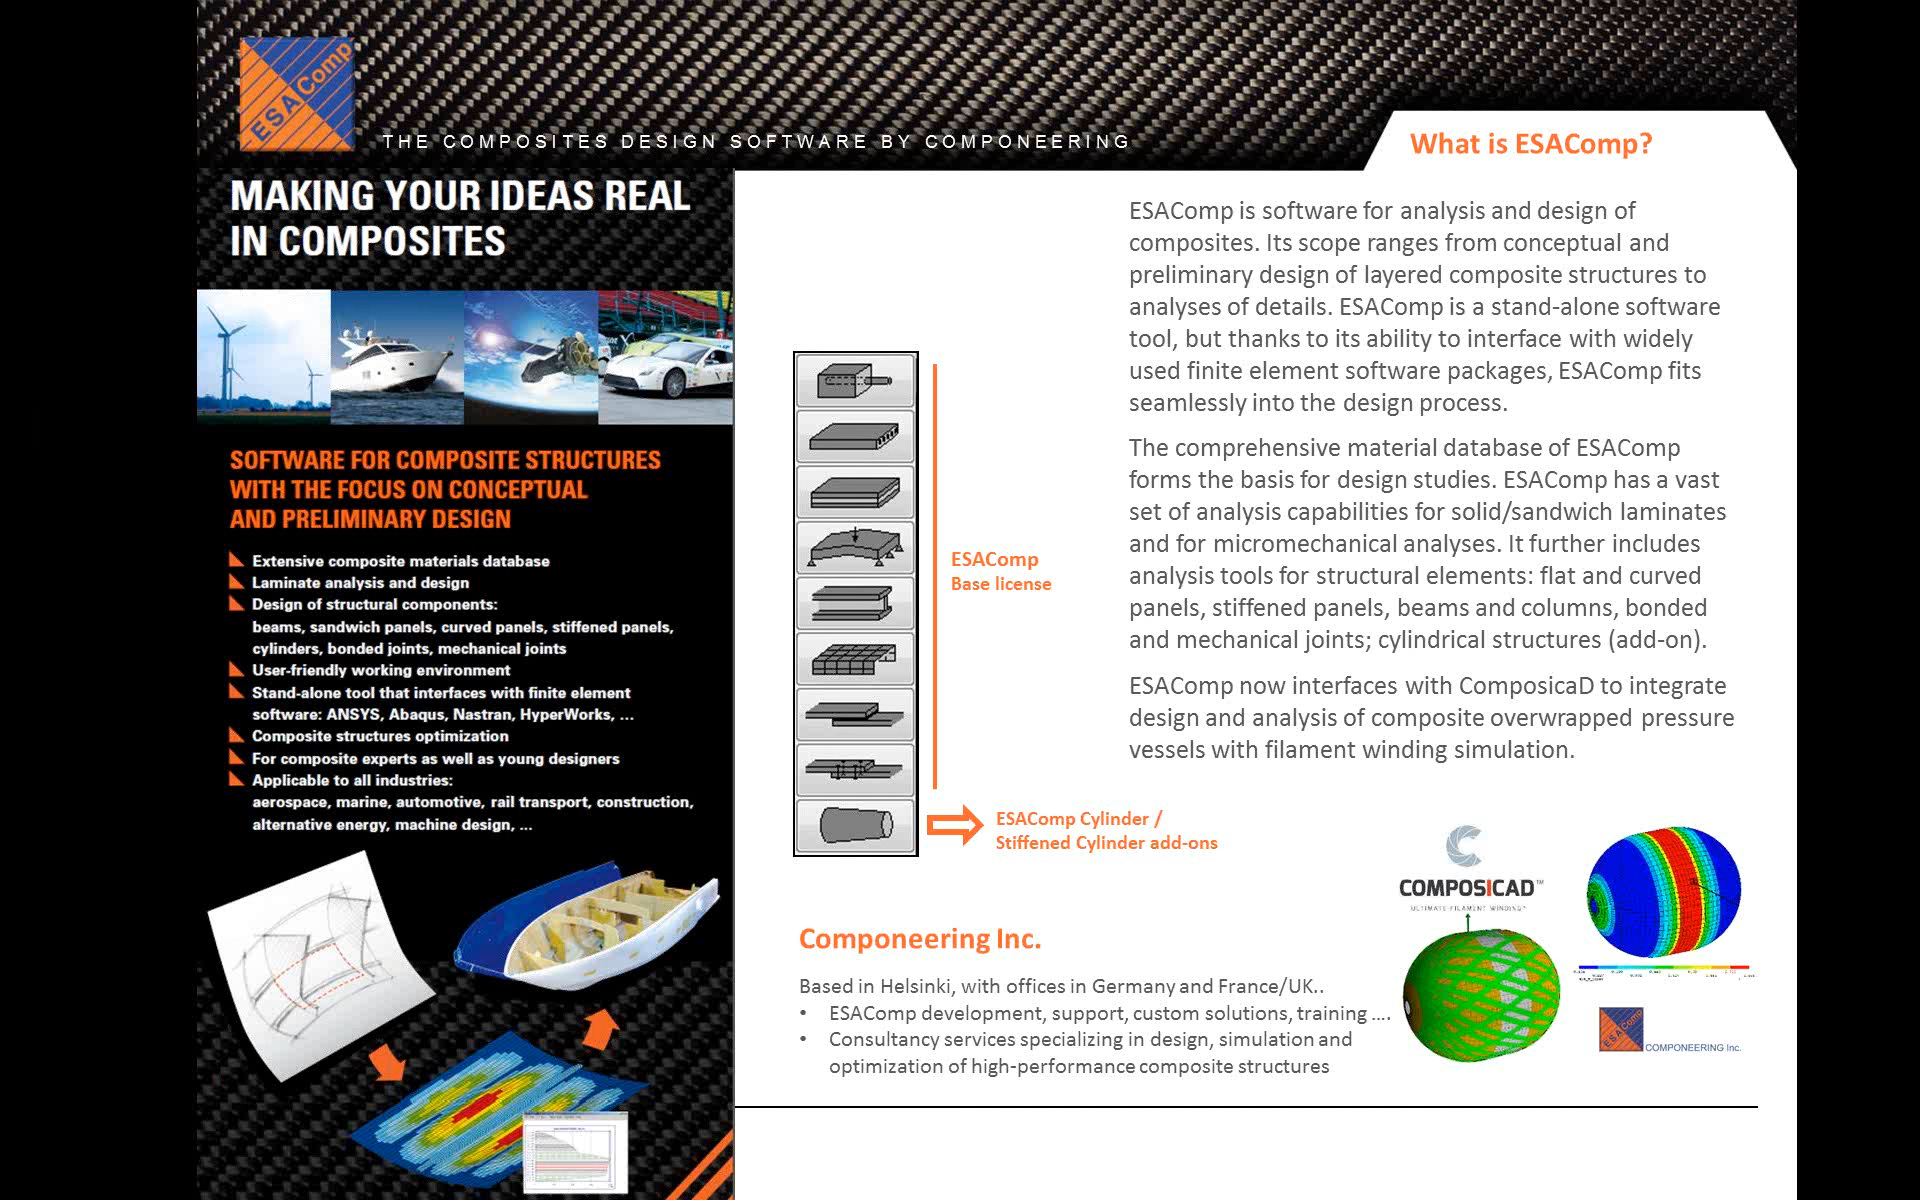 ESAComp
THE COMPOSITES DESIGN SOFTWARE BY COMPONEERING
MAKING YOUR IDEAS REAL
IN COMPOSITES
SOFTWARE FOR COMPOSITE STRUCTURES
WITH THE FOCUS ON CONCEPTUAL
AND PRELIMINARY DESIGN
Extensive composite materials database
Laminate analysis and design
Design of structural components:
beams, sandwich panels, curved panels, stiffened panels,
cylinders, bonded joints, mechanical joints
User-friendly working environment
Stand-alone tool that interfaces with finite element
software: ANSYS, Abaqus, Nastran, HyperWorks, ...
Composite structures optimization
For composite experts as well as young designers
Applicable to all industries:
aerospace, marine, automotive, rail transport, construction,
alternative energy, machine design, ...
What is ESAComp?
ESAComp is software for analysis and design of
composites. Its scope ranges from conceptual and
preliminary design of layered composite structures to
analyses of details. ESAComp is a stand-alone software
tool, but thanks to its ability to interface with widely
used finite element software packages, ESAComp fits
seamlessly into the design process.
The comprehensive material database of ESAComp
forms the basis for design studies. ESAComp has a vast
set of analysis capabilities for solid/sandwich laminates
and for micromechanical analyses. It further includes
analysis tools for structural elements: flat and curved
panels, stiffened panels, beams and columns, bonded
and mechanical joints; cylindrical structures (add-on).
ESAComp now interfaces with ComposicaD to integrate
design and analysis of composite overwrapped pressure
vessels with filament winding simulation.
ESAComp
Base license
ESAComp Cylinder /
Stiffened Cylinder add-ons
Componeering Inc.
Based in Helsinki, with offices in Germany and France/UK..
• ESAComp development, support, custom solutions, training ....
• Consultancy services specializing in design, simulation and
optimization of high-performance composite structures
COMPOSICAD™
ULTIMATE FILAMENT WINDING™
ESAComp
COMPONEERING Inc.